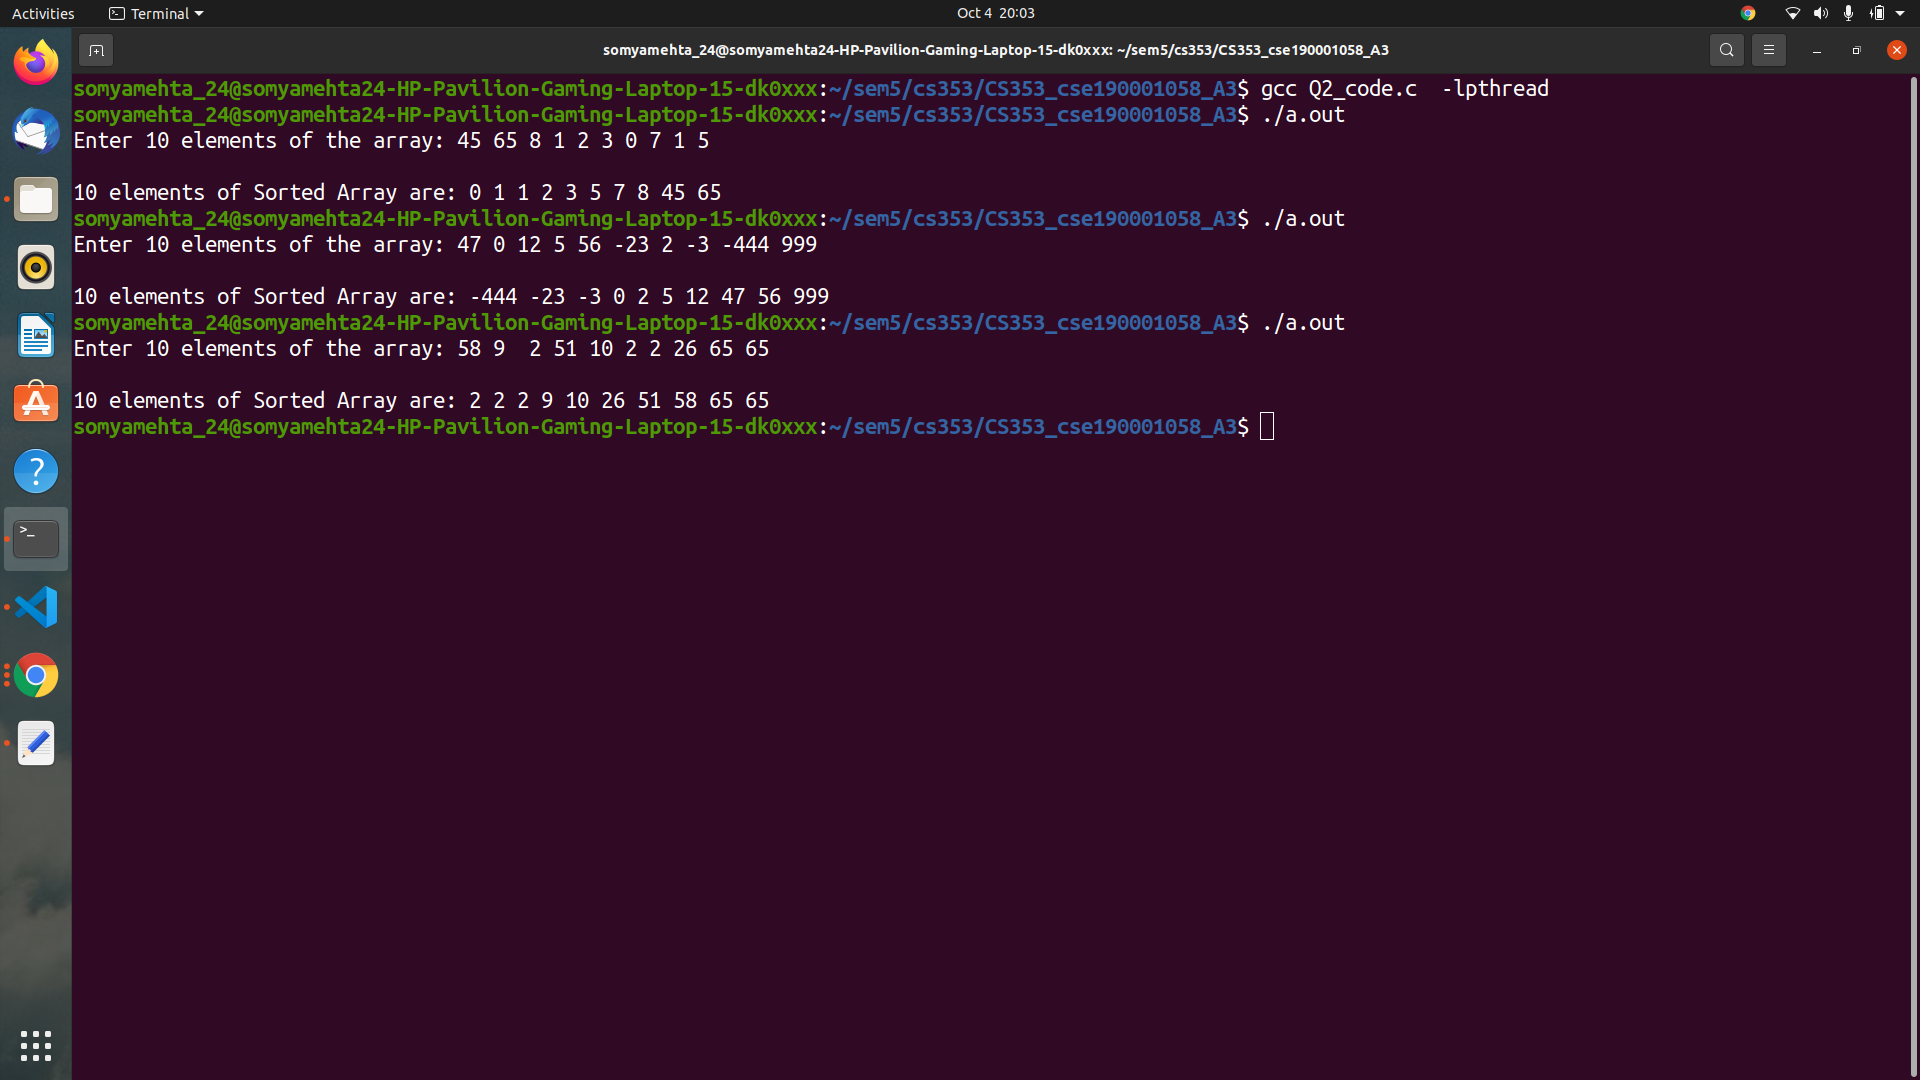 Activities Terminal Oct 4 20:03
somyamehta_24@somyamehta24-HP-Pavilion-Gaming-Laptop-15-dk0xxx: ~/sem5/cs353/CS353_cse190001058_A3
somyamehta_24@somyamehta24-HP-Pavilion-Gaming-Laptop-15-dk0xxx:~/sem5/cs353/CS353_cse190001058_A3$ gcc Q2_code.c  -lpthread
somyamehta_24@somyamehta24-HP-Pavilion-Gaming-Laptop-15-dk0xxx:~/sem5/cs353/CS353_cse190001058_A3$ ./a.out
Enter 10 elements of the array: 45 65 8 1 2 3 0 7 1 5
10 elements of Sorted Array are: 0 1 1 2 3 5 7 8 45 65
somyamehta_24@somyamehta24-HP-Pavilion-Gaming-Laptop-15-dk0xxx:~/sem5/cs353/CS353_cse190001058_A3$ ./a.out
Enter 10 elements of the array: 47 0 12 5 56 -23 2 -3 -444 999
10 elements of Sorted Array are: -444 -23 -3 0 2 5 12 47 56 999
somyamehta_24@somyamehta24-HP-Pavilion-Gaming-Laptop-15-dk0xxx:~/sem5/cs353/CS353_cse190001058_A3$ ./a.out
Enter 10 elements of the array: 58 9  2 51 10 2 2 26 65 65
10 elements of Sorted Array are: 2 2 2 9 10 26 51 58 65 65
somyamehta_24@somyamehta24-HP-Pavilion-Gaming-Laptop-15-dk0xxx:~/sem5/cs353/CS353_cse190001058_A3$